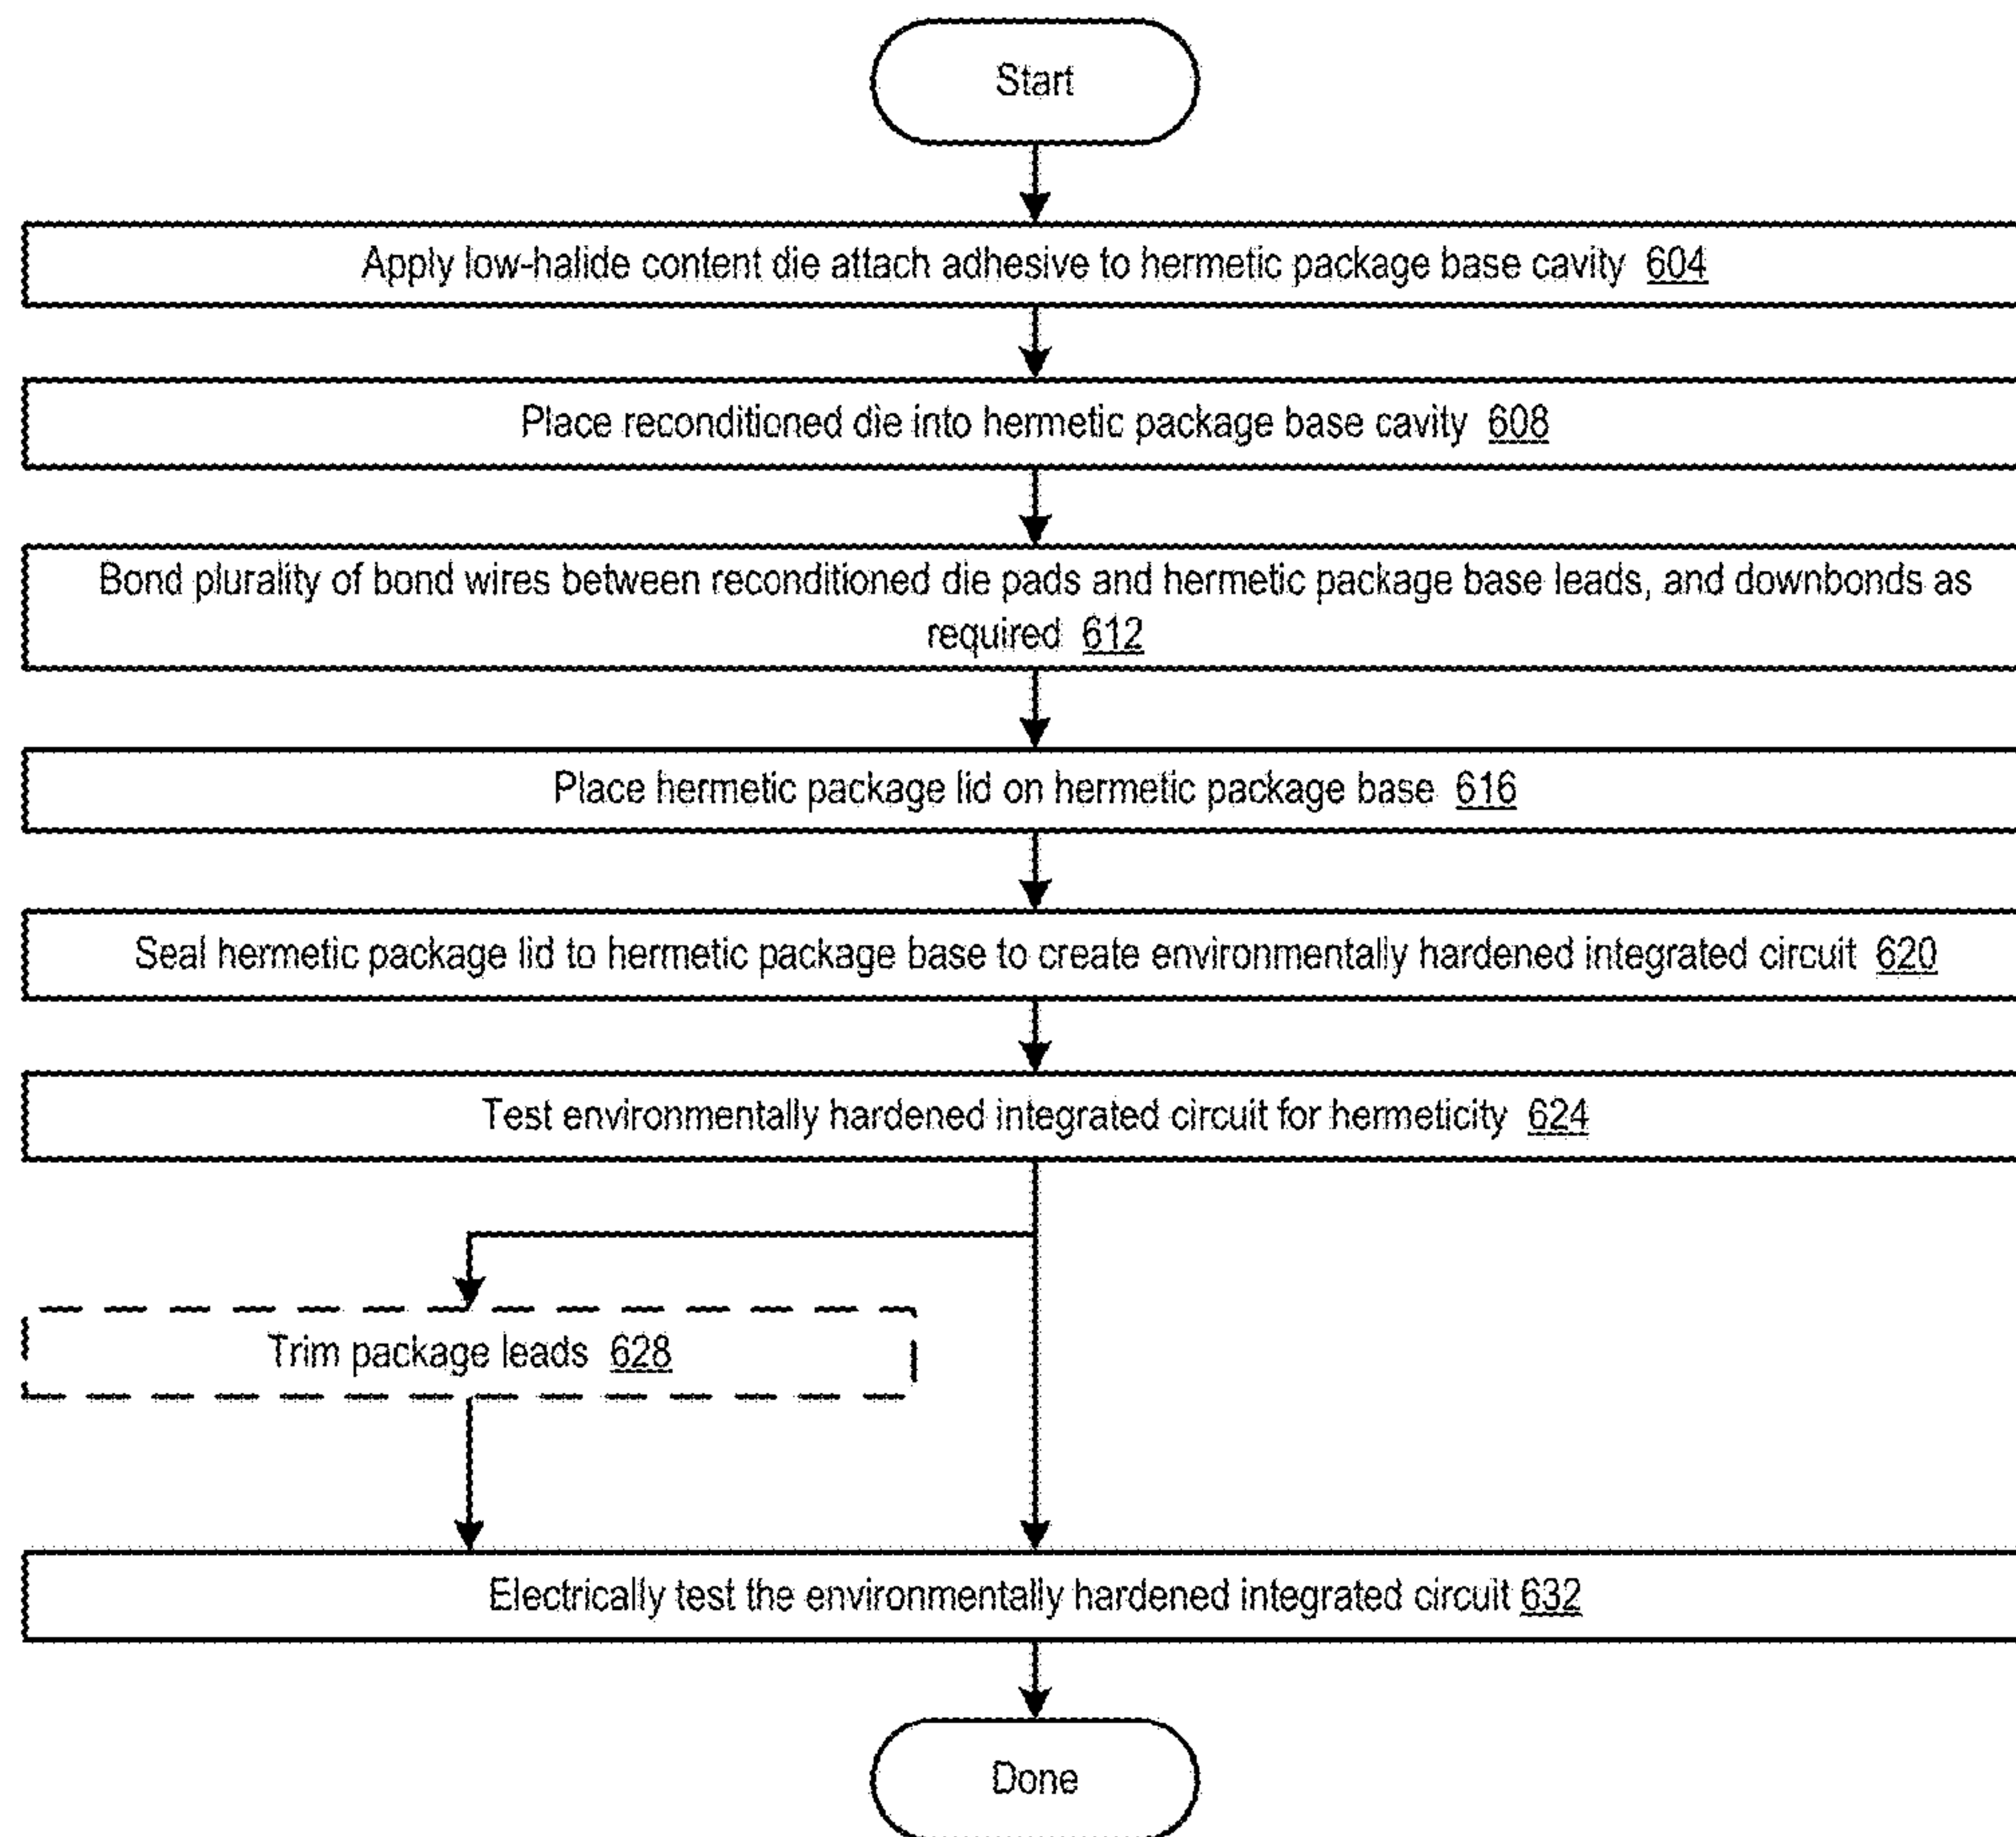 Start
Apply low-halide content die attach adhesive to hermetic package base cavity 604
Place reconditioned die into hermetic package base cavity 608
Bond plurality of bond wires between reconditioned die pads and hermetic package base leads, and downbonds as
required 612
Place hermetic package lid on hermetic package base 616
Seal hermetic package lid to hermetic package base to create environmentally hardened integrated circuit 620
Test environmentally hardened integrated circuit for hermeticity 624
Trim package leads 628
Electrically test the environmentally hardened integrated circuit 632
Done